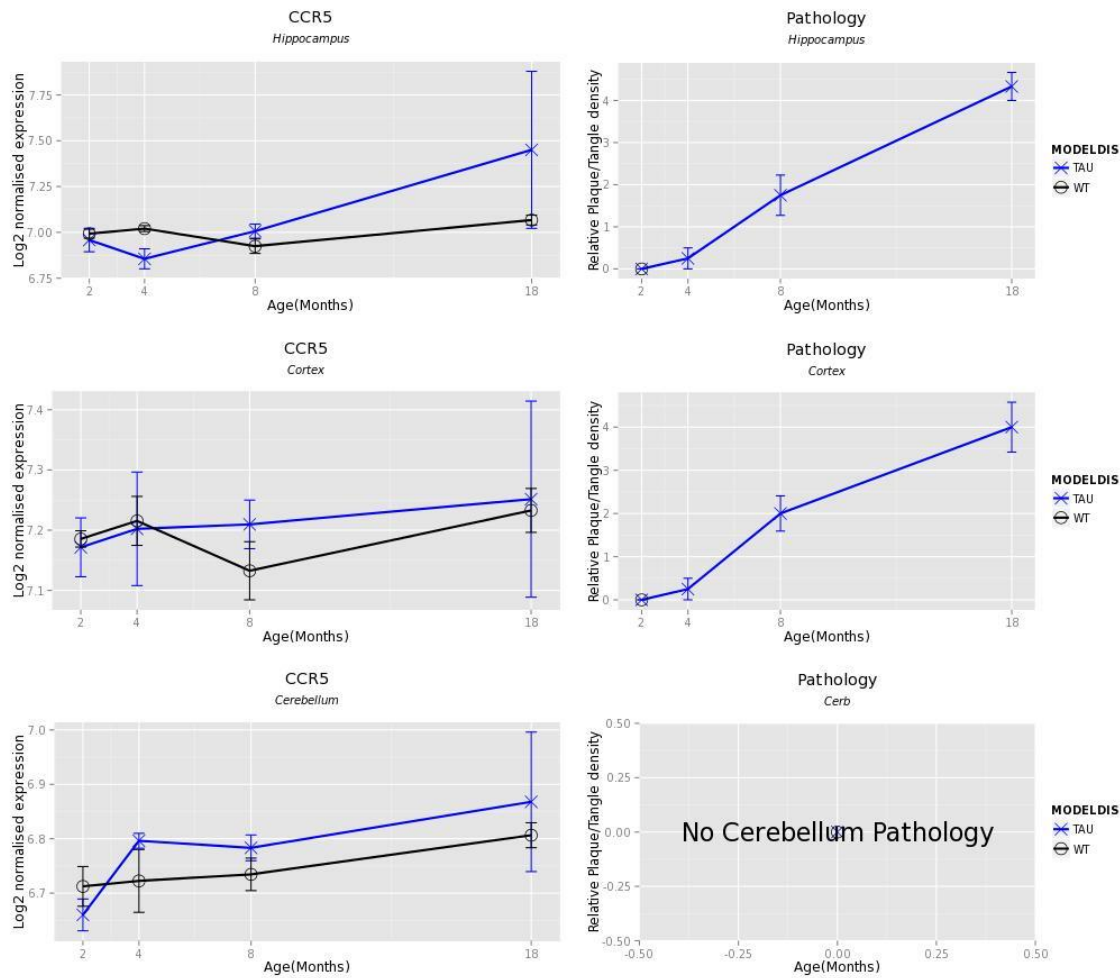 CCR5
Hippocampus
Log2 normalised expression
7.75
7.50
7.25
7.00
6.75
2 4 8 18
Age(Months)
Pathology
Hippocampus
Relative Plaque/Tangle density
4
3
2
1
0
2 4 8 18
Age(Months)
MODELDIS
TAU
WT
CCR5
Cortex
Log2 normalised expression
7.4
7.3
7.2
7.1
2 4 8 18
Age(Months)
Pathology
Cortex
Relative Plaque/Tangle density
4
3
2
1
0
2 4 8 18
Age(Months)
MODELDIS
TAU
WT
CCR5
Cerebellum
Log2 normalised expression
7.0
6.9
6.8
6.7
2 4 8 18
Age(Months)
Pathology
Cerb
Relative Plaque/Tangle density
0.50
0.25
0.00
-0.25
-0.50
No Cerebellum Pathology
-0.50 -0.25 0.00 0.25 0.50
Age(Months)
MODELDIS
TAU
WT